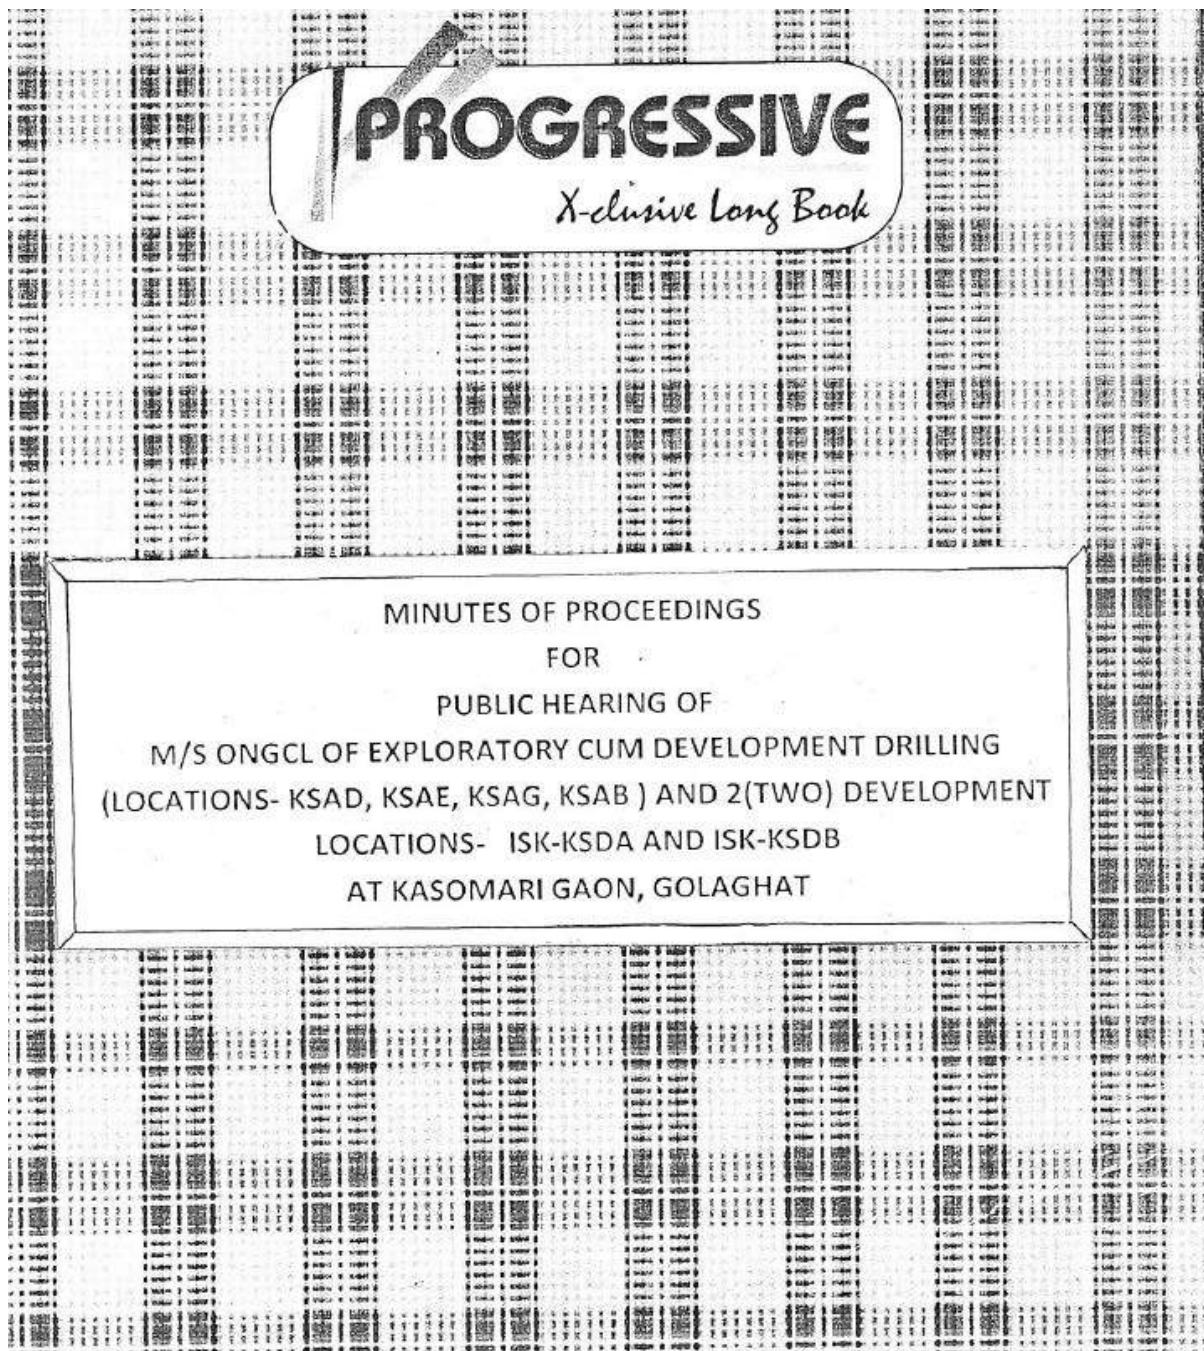 PROGRESSIVE
X-clusive Long Book
MINUTES OF PROCEEDINGS
FOR
PUBLIC HEARING OF
M/S ONGCL OF EXPLORATORY CUM DEVELOPMENT DRILLING
(LOCATIONS- KSAD, KSAE, KSAG, KSAB ) AND 2(TWO) DEVELOPMENT
LOCATIONS- ISK-KSDA AND ISK-KSDB
AT KASOMARI GAON, GOLAGHAT